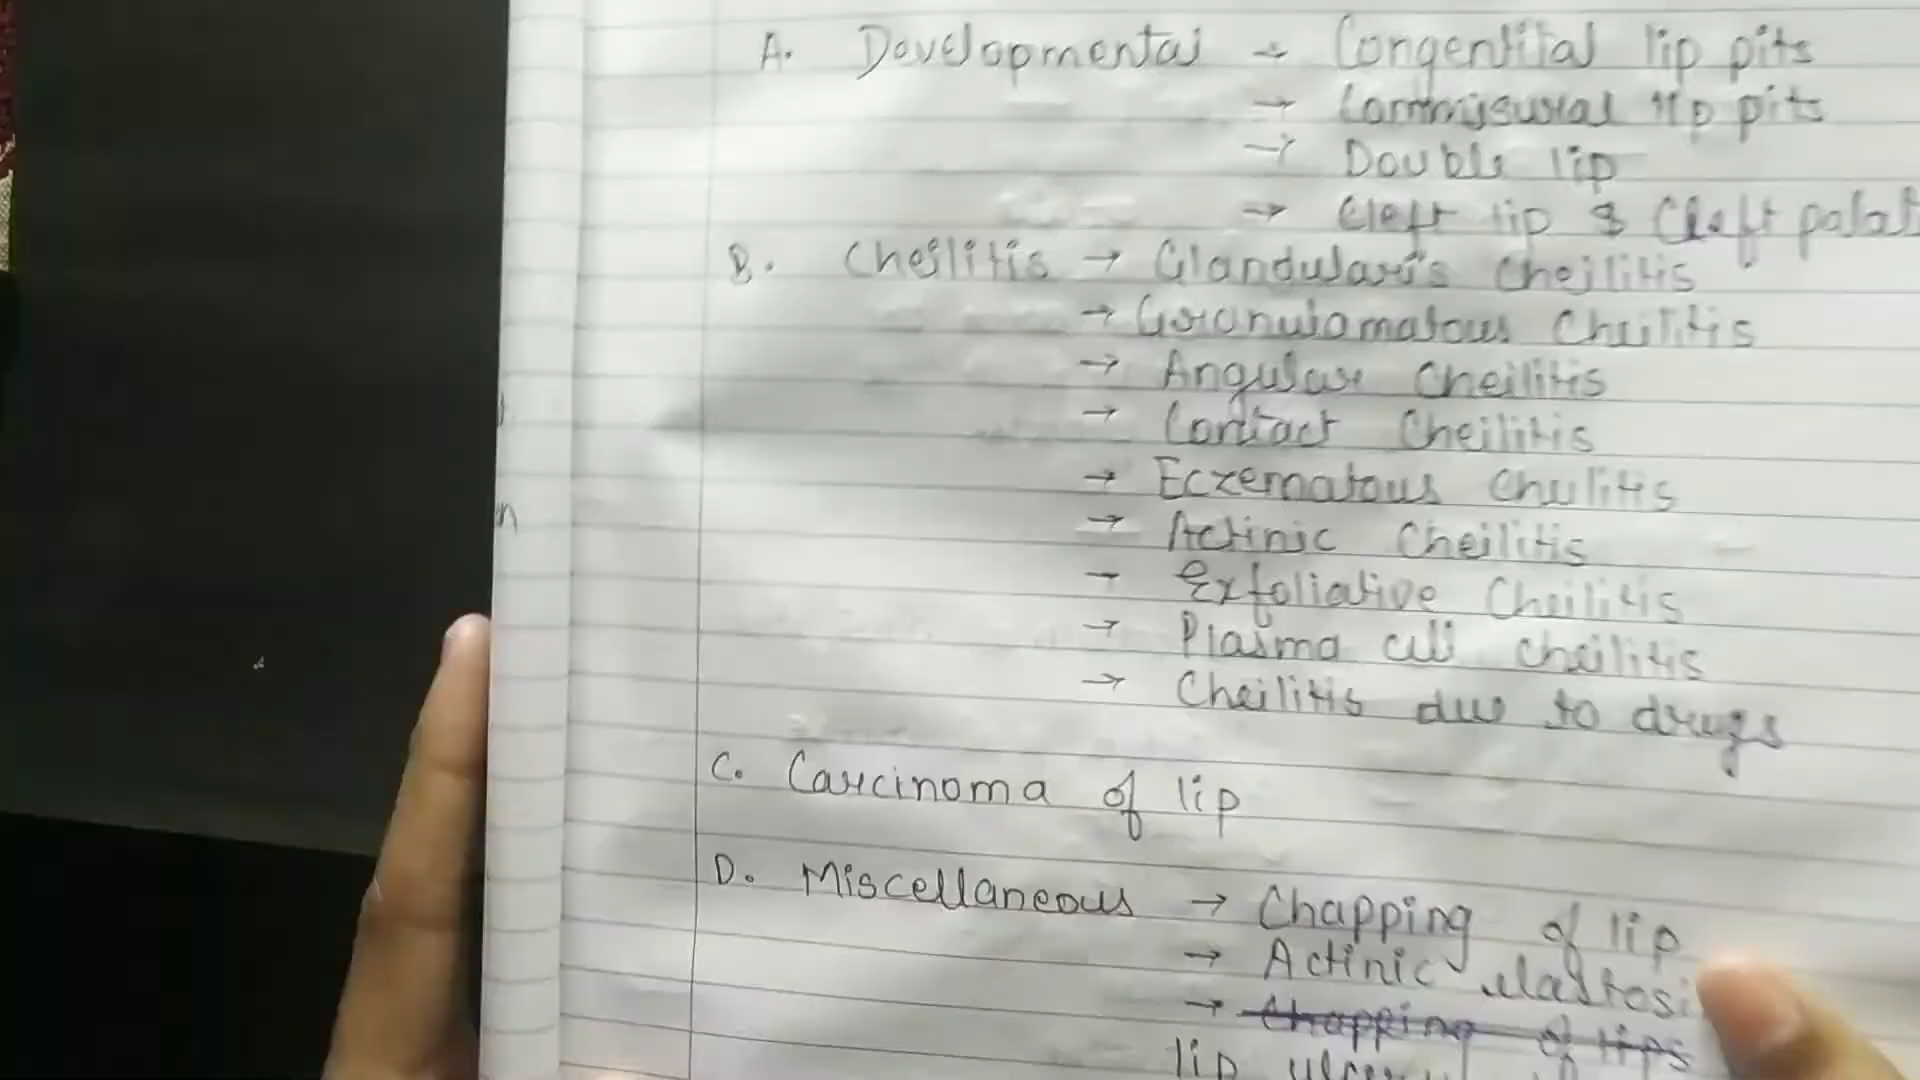 A. Developmental → Congenital lip pits
→ Commisural lip pits
→ Double lip
→ Cleft lip & Cleft palat
B. Cheilitis → Glandularis cheilitis
→ Granulomatous Cheilitis
→ Angular Cheilitis
→ Contact Cheilitis
→ Eczematous Cheilitis
→ Actinic Cheilitis
→ Exfoliative Cheilitis
→ Plasma cell cheilitis
→ Cheilitis due to drugs
C. Carcinoma of lip
D. Miscellaneous → Chapping of lip
→ Actinic elastosi
→ Chapping of lips
lip